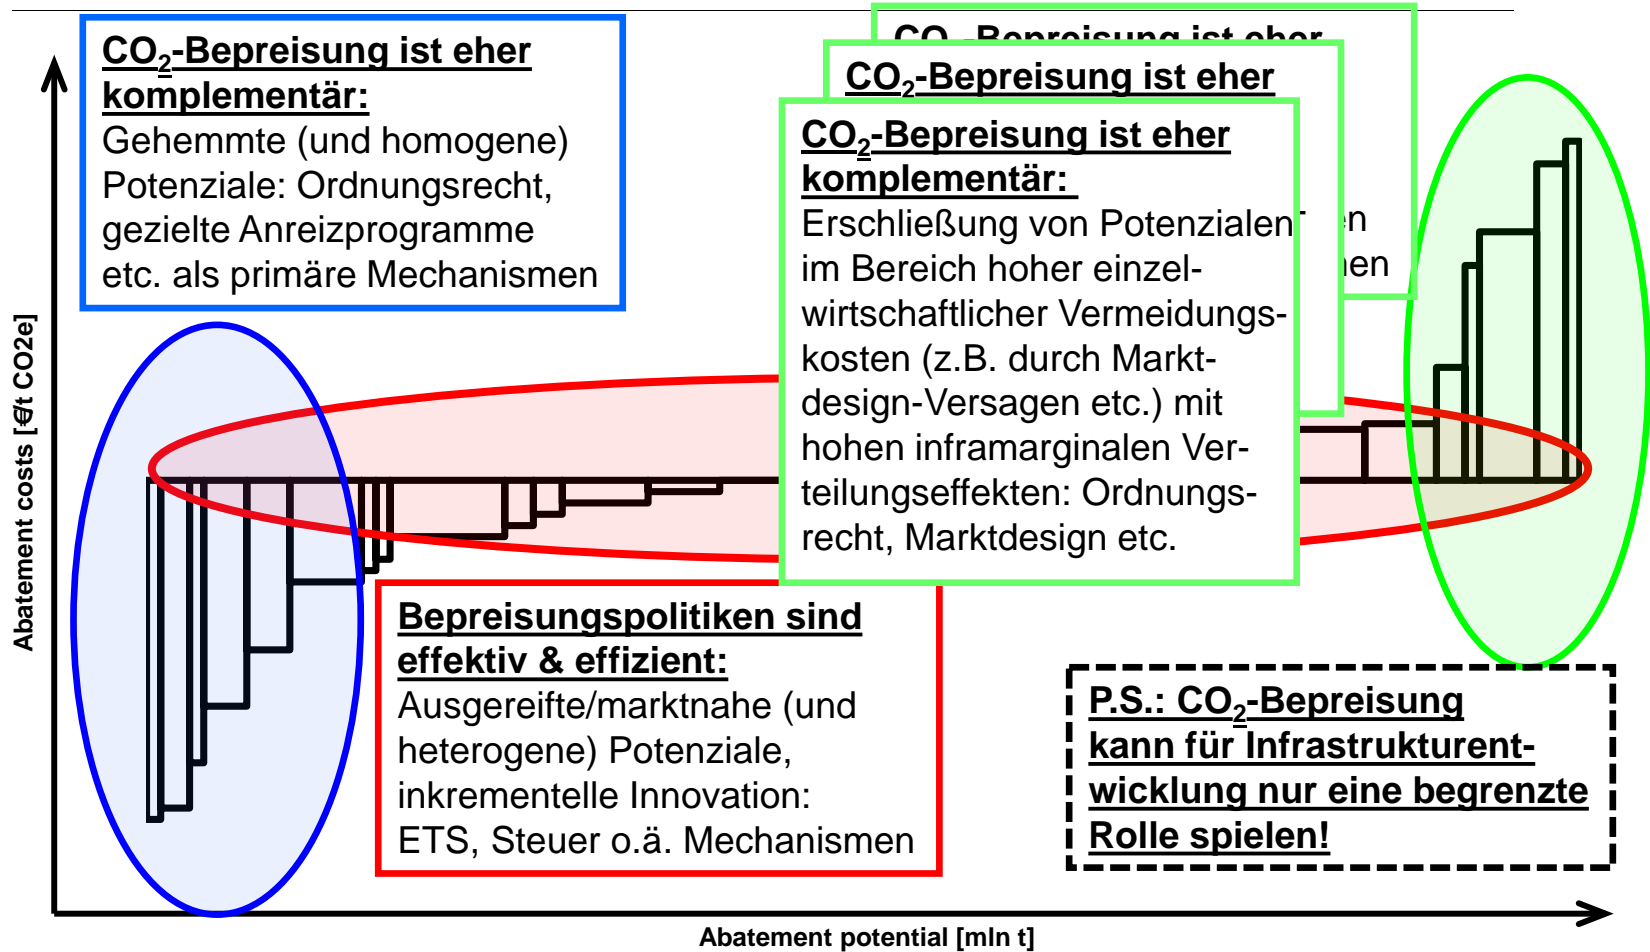 CO2-Bepreisung ist eher
komplementär:
Gehemmte (und homogene)
Potenziale: Ordnungsrecht,
gezielte Anreizprogramme
etc. als primäre Mechanismen
CO2-Bepreisung ist eher
CO2-Bepreisung ist eher
CO2-Bepreisung ist eher
komplementär:
Erschließung von Potenzialen
im Bereich hoher einzel-
wirtschaftlicher Vermeidungs-
kosten (z.B. durch Markt-
design-Versagen etc.) mit
hohen inframarginalen Ver-
teilungseffekten: Ordnungs-
recht, Marktdesign etc.
Bepreisungspolitiken sind
effektiv & effizient:
Ausgereifte/marktnahe (und
heterogene) Potenziale,
inkrementelle Innovation:
ETS, Steuer o.ä. Mechanismen
P.S.: CO2-Bepreisung
kann für Infrastrukturent-
wicklung nur eine begrenzte
Rolle spielen!
Abatement costs [€/t CO2e]
Abatement potential [mln t]